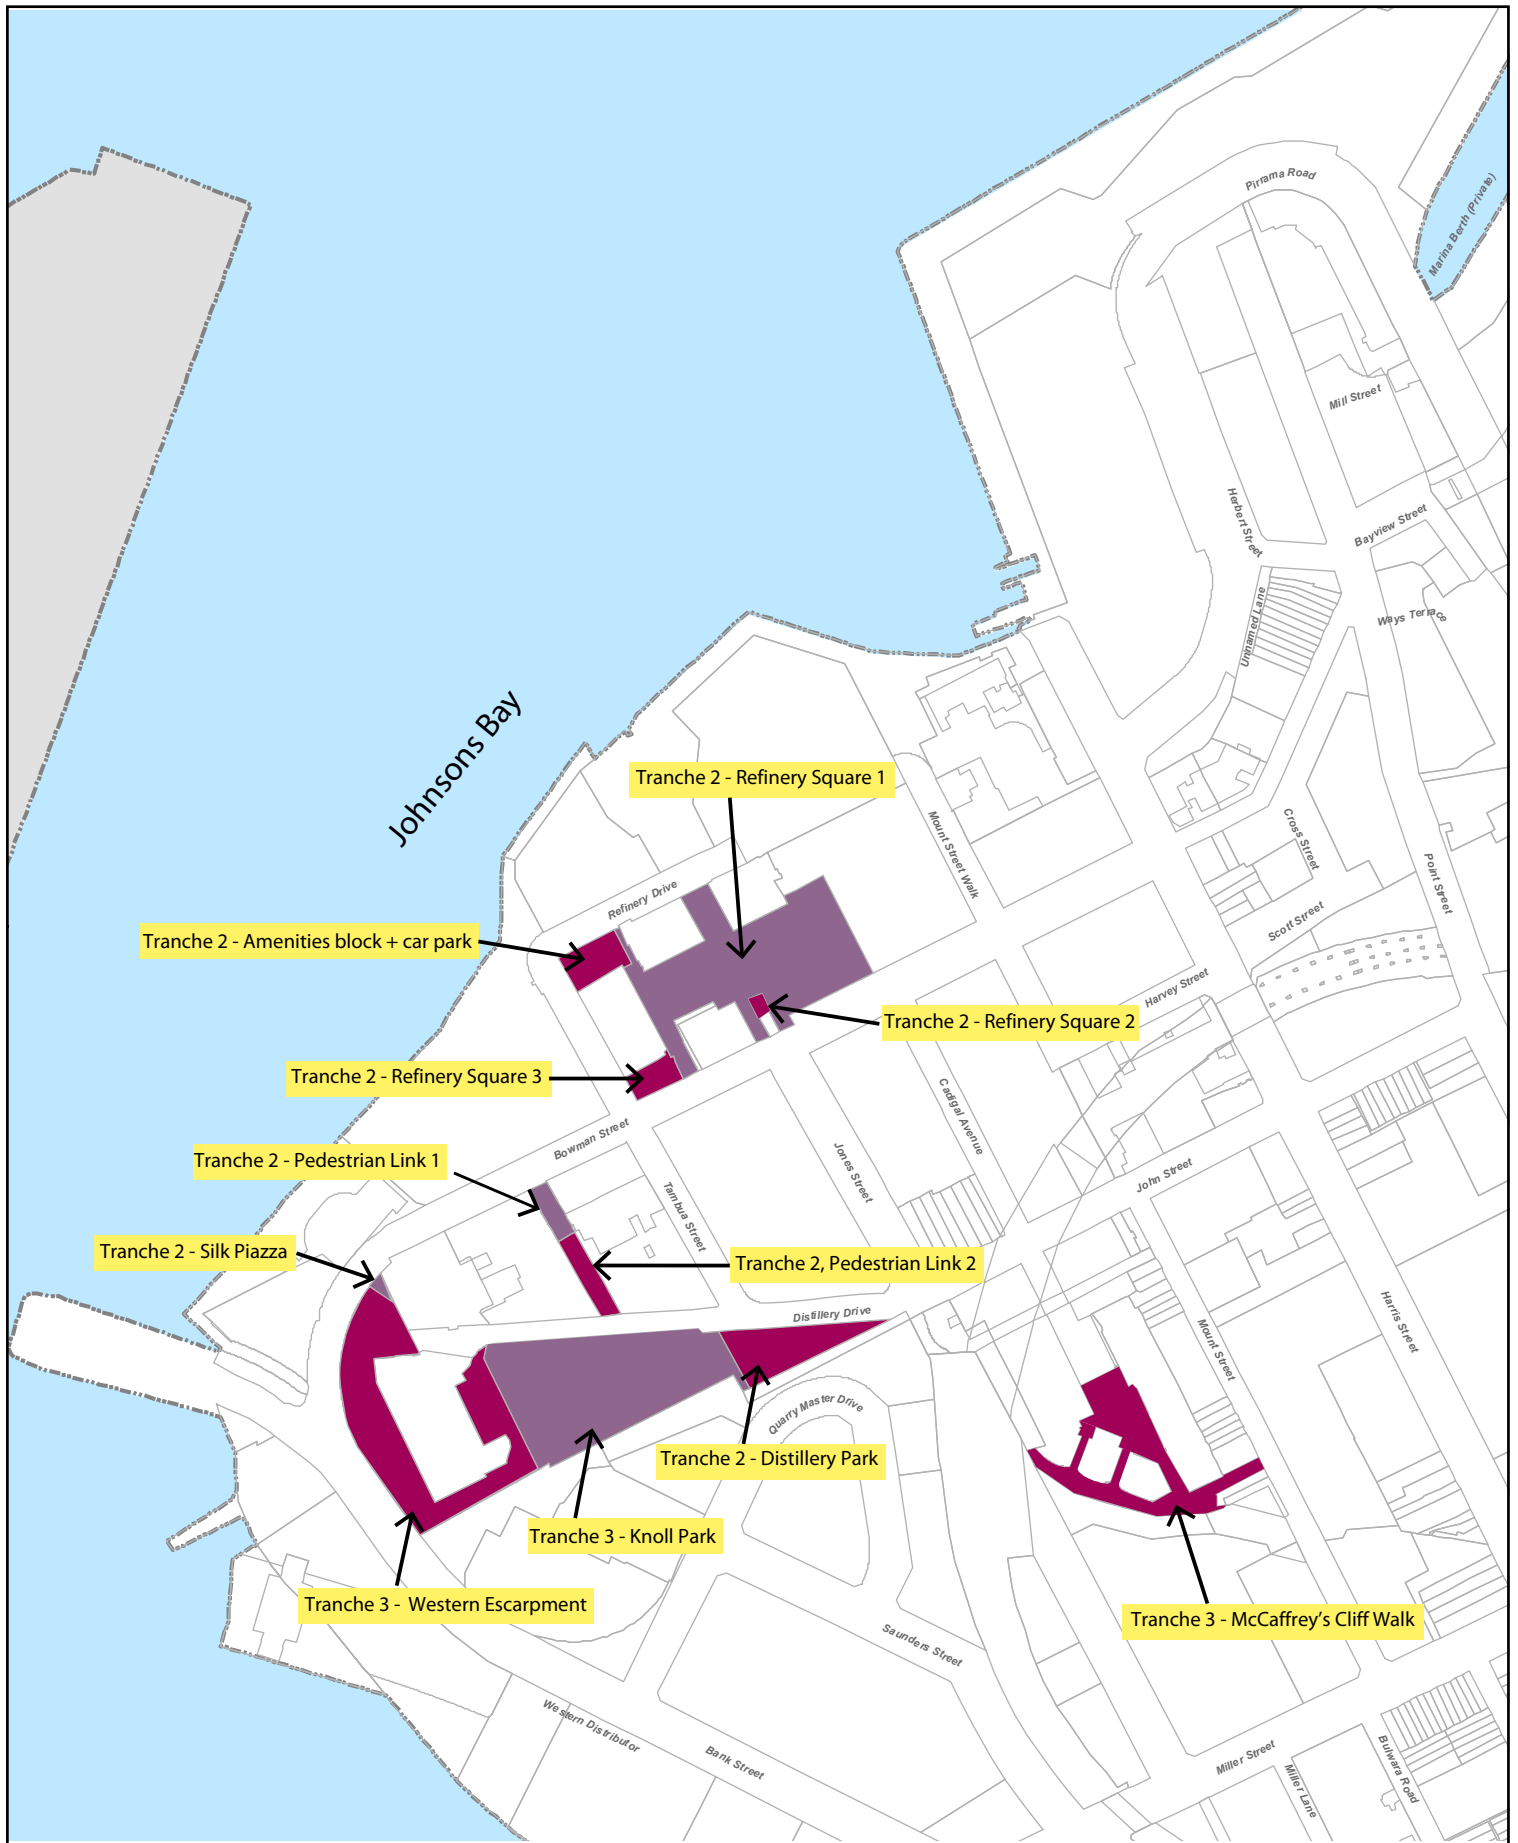 Pirrama Road
Marina Berth (Private)
Mill Street
Herbert Street
Bayview Street
Unnamed Lane
Ways Terrace
Johnsons Bay
Tranche 2 - Refinery Square 1
Mount Street Walk
Cross Street
Point Street
Refinery Drive
Scott Street
Tranche 2 - Amenities block + car park
Harvey Street
Tranche 2 - Refinery Square 2
Tranche 2 - Refinery Square 3
Cadigal Avenue
Bowman Street
Jones Street
Tranche 2 - Pedestrian Link 1
John Street
Tambua Street
Tranche 2 - Silk Piazza
Tranche 2, Pedestrian Link 2
Distillery Drive
Mount Street
Harris Street
Quarry Master Drive
Tranche 2 - Distillery Park
Tranche 3 - Knoll Park
Tranche 3 - Western Escarpment
Tranche 3 - McCaffrey's Cliff Walk
Saunders Street
Western Distributor
Bank Street
Miller Street
Miller Lane
Bulwara Road